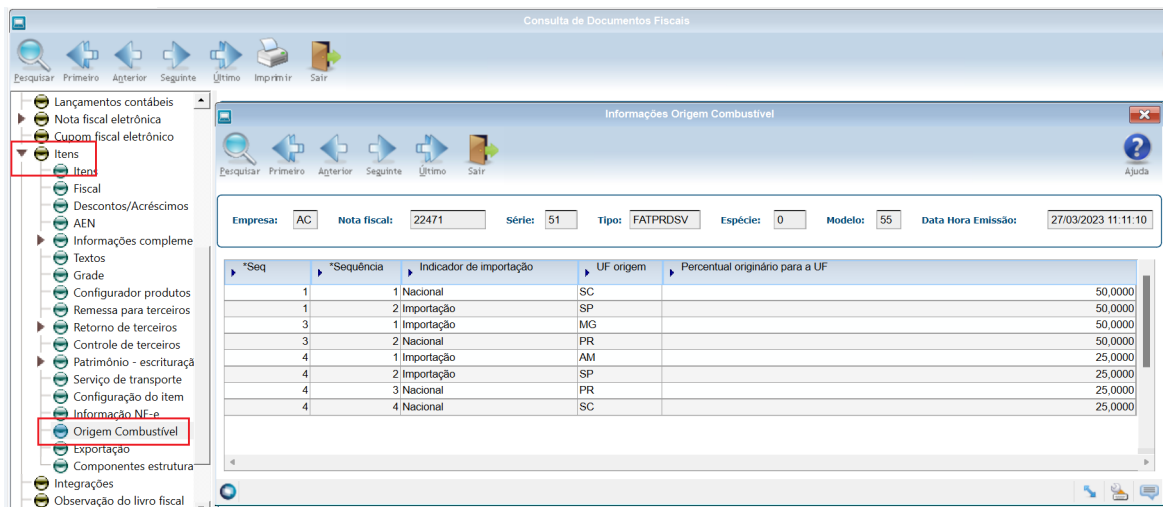 Consulta de Documentos Fiscais
Pesquisar Primeiro Anterior Seguinte Último Imprimir Sair
Lançamentos contábeis
Nota fiscal eletrônica
Cupom fiscal eletrônico
Itens
Itens
Fiscal
Descontos/Acréscimos
AEN
Informações compleme
Textos
Grade
Configurador produtos
Remessa para terceiros
Retorno de terceiros
Controle de terceiros
Patrimônio - escrituraçã
Serviço de transporte
Configuração do item
Informação NF-e
Origem Combustível
Exportação
Componentes estrutura
Integrações
Observação do livro fiscal
Informações Origem Combustivel
Pesquisar Primeiro Anterior Seguinte Último Sair Ajuda
Empresa: AC Nota fiscal: 22471 Série: 51 Tipo: FATPRDSV Espécie: 0 Modelo: 55 Data Hora Emissão: 27/03/2023 11:11:10
*Seq *Sequência Indicador de importação UF origem Percentual originário para a UF
1 1 Nacional SC 50,0000
1 2 Importação SP 50,0000
3 1 Importação MG 50,0000
3 2 Nacional PR 50,0000
4 1 Importação AM 25,0000
4 2 Importação SP 25,0000
4 3 Nacional PR 25,0000
4 4 Nacional SC 25,0000